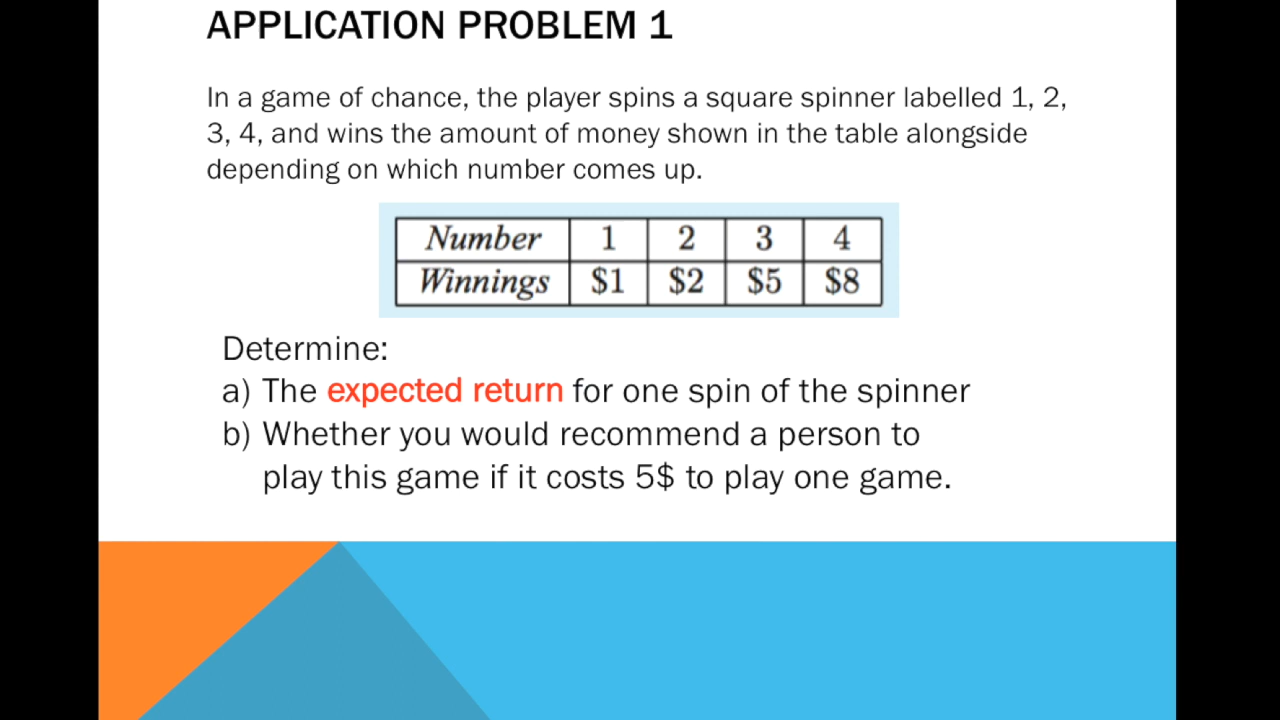 APPLICATION PROBLEM 1
In a game of chance, the player spins a square spinner labelled 1, 2,
3, 4, and wins the amount of money shown in the table alongside
depending on which number comes up.
Number 1 2 3 4
Winnings $1 $2 $5 $8
Determine:
a) The expected return for one spin of the spinner
b) Whether you would recommend a person to
play this game if it costs 5$ to play one game.